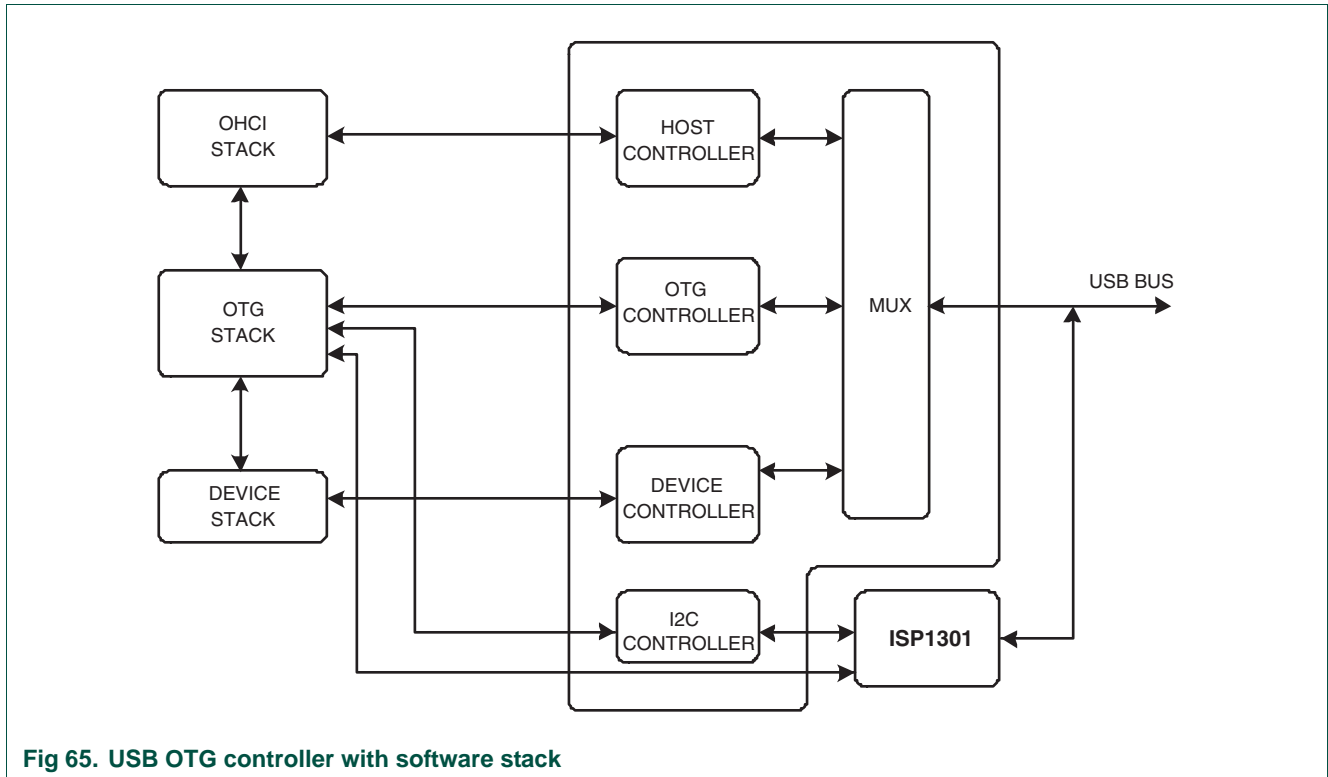 OHCI
STACK
HOST
CONTROLLER
OTG
STACK
OTG
CONTROLLER
MUX
USB BUS
DEVICE
STACK
DEVICE
CONTROLLER
I2C
CONTROLLER
ISP1301
Fig 65. USB OTG controller with software stack